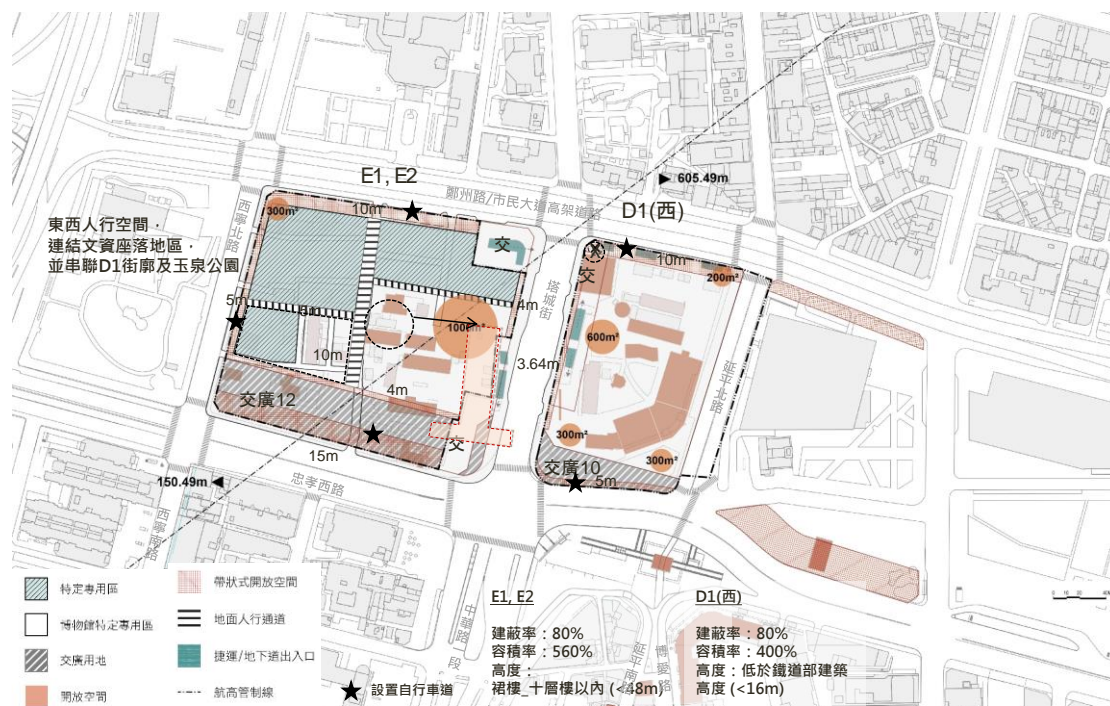 E1, E2
鄭州路/市民大道高架道路
605.49m
D1(西)
300m²
10m
西寧北路
東西人行空間，
連結文資座落地區，
並串聯D1街廓及玉泉公園
交
交
10m
200m²
塔城街
5m
4m
1000m²
600m²
10m
3.64m
延平北路
4m
交廣12
交
300m²
300m²
交廣10
5m
15m
忠孝西路
150.49m
西寧南路
中華路一段
延平南路
博愛路
特定專用區
博物館特定專用區
交廣用地
開放空間
帶狀式開放空間
地面人行通道
捷運/地下道出入口
航高管制線
設置自行車道
E1, E2
建蔽率：80%
容積率：560%
高度：
裙樓_十層樓以內 (<48m)
D1(西)
建蔽率：80%
容積率：400%
高度：低於鐵道部建築
高度 (<16m)